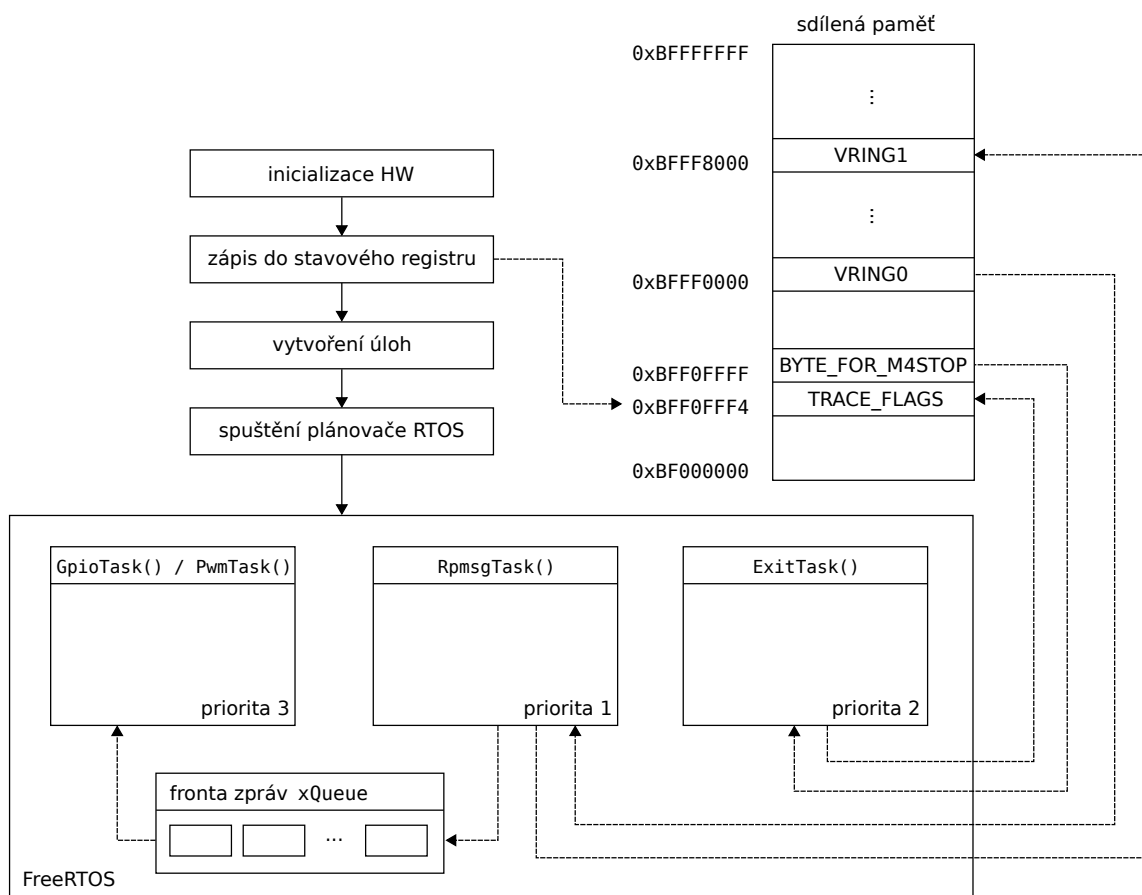 sdílená paměť
0xBFFFFFFF
⋮
inicializace HW
0xBFFF8000
VRING1
zápis do stavového registru
⋮
0xBFFF0000
VRING0
vytvoření úloh
0xBFF0FFFF
BYTE_FOR_M4STOP
spuštění plánovače RTOS
0xBFF0FFF4
TRACE_FLAGS
0xBF000000
GpioTask() / PwmTask()
priorita 3
RpmsgTask()
priorita 1
ExitTask()
priorita 2
fronta zpráv xQueue
...
FreeRTOS